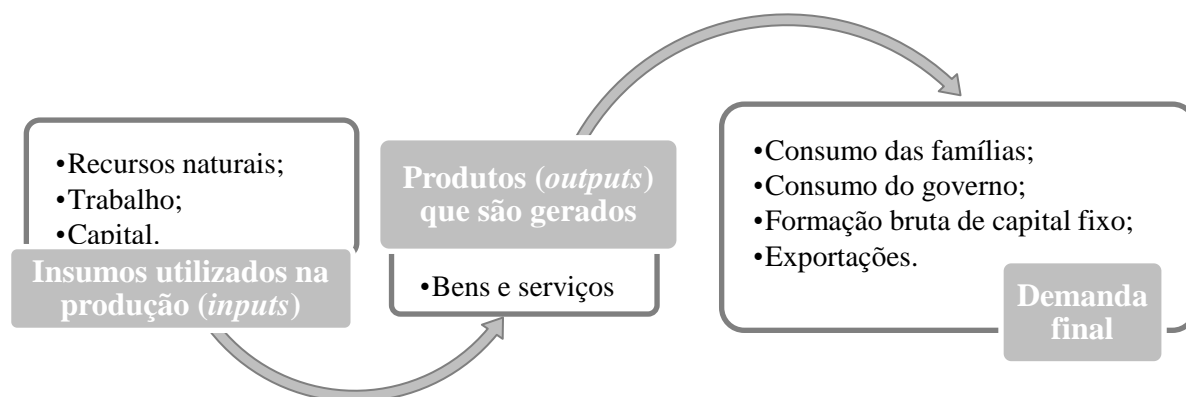 •Recursos naturais;
•Trabalho;
•Capital.
Insumos utilizados na
produção (inputs)
Produtos (outputs)
que são gerados
•Bens e serviços
•Consumo das famílias;
•Consumo do governo;
•Formação bruta de capital fixo;
•Exportações.
Demanda
final